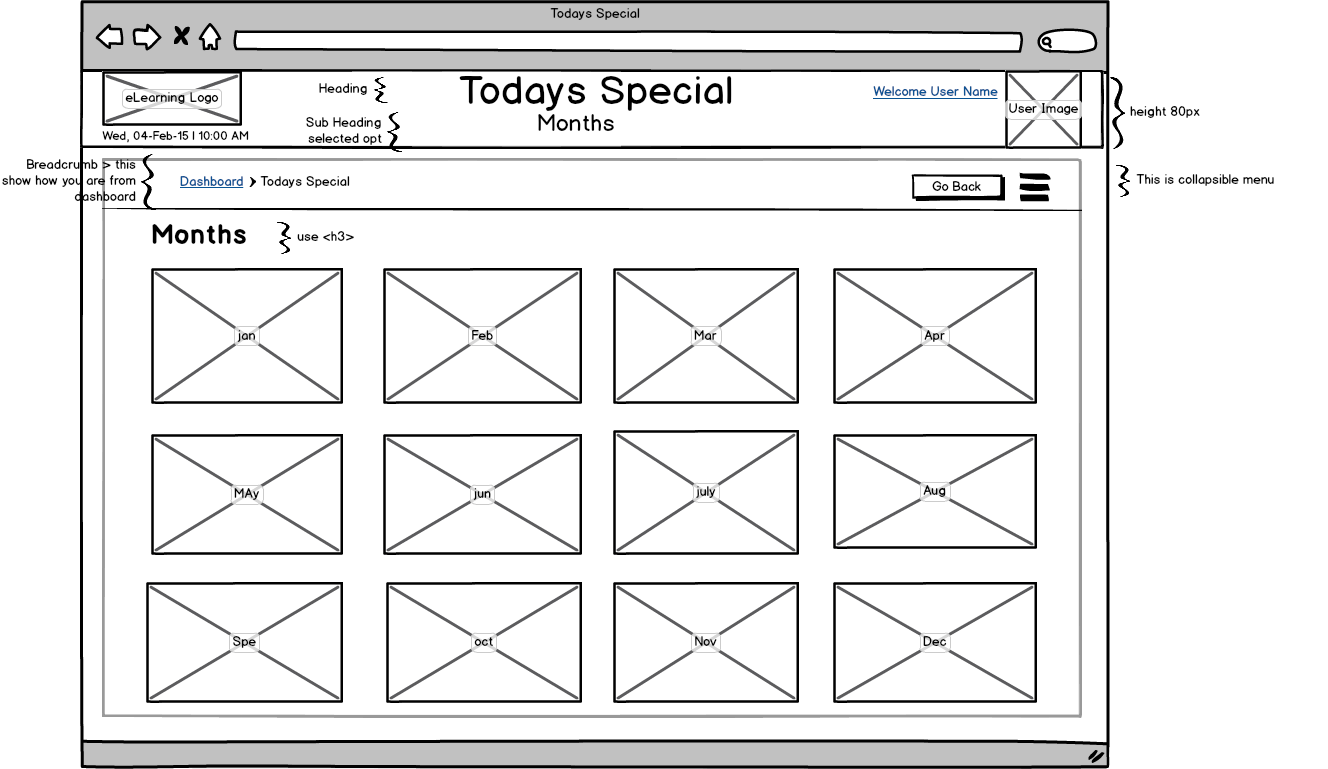 Todays Special
eLearning Logo
Wed, 04-Feb-15 | 10:00 AM
Heading
Sub Heading
selected opt
Todays Special
Months
Welcome User Name
User Image
height 80px
Breadcrumb > this
show how you are from
dashboard
Dashboard > Todays Special
Go Back
This is collapsible menu
Months
use <h3>
jan
Feb
Mar
Apr
MAy
jun
july
Aug
Spe
oct
Nov
Dec